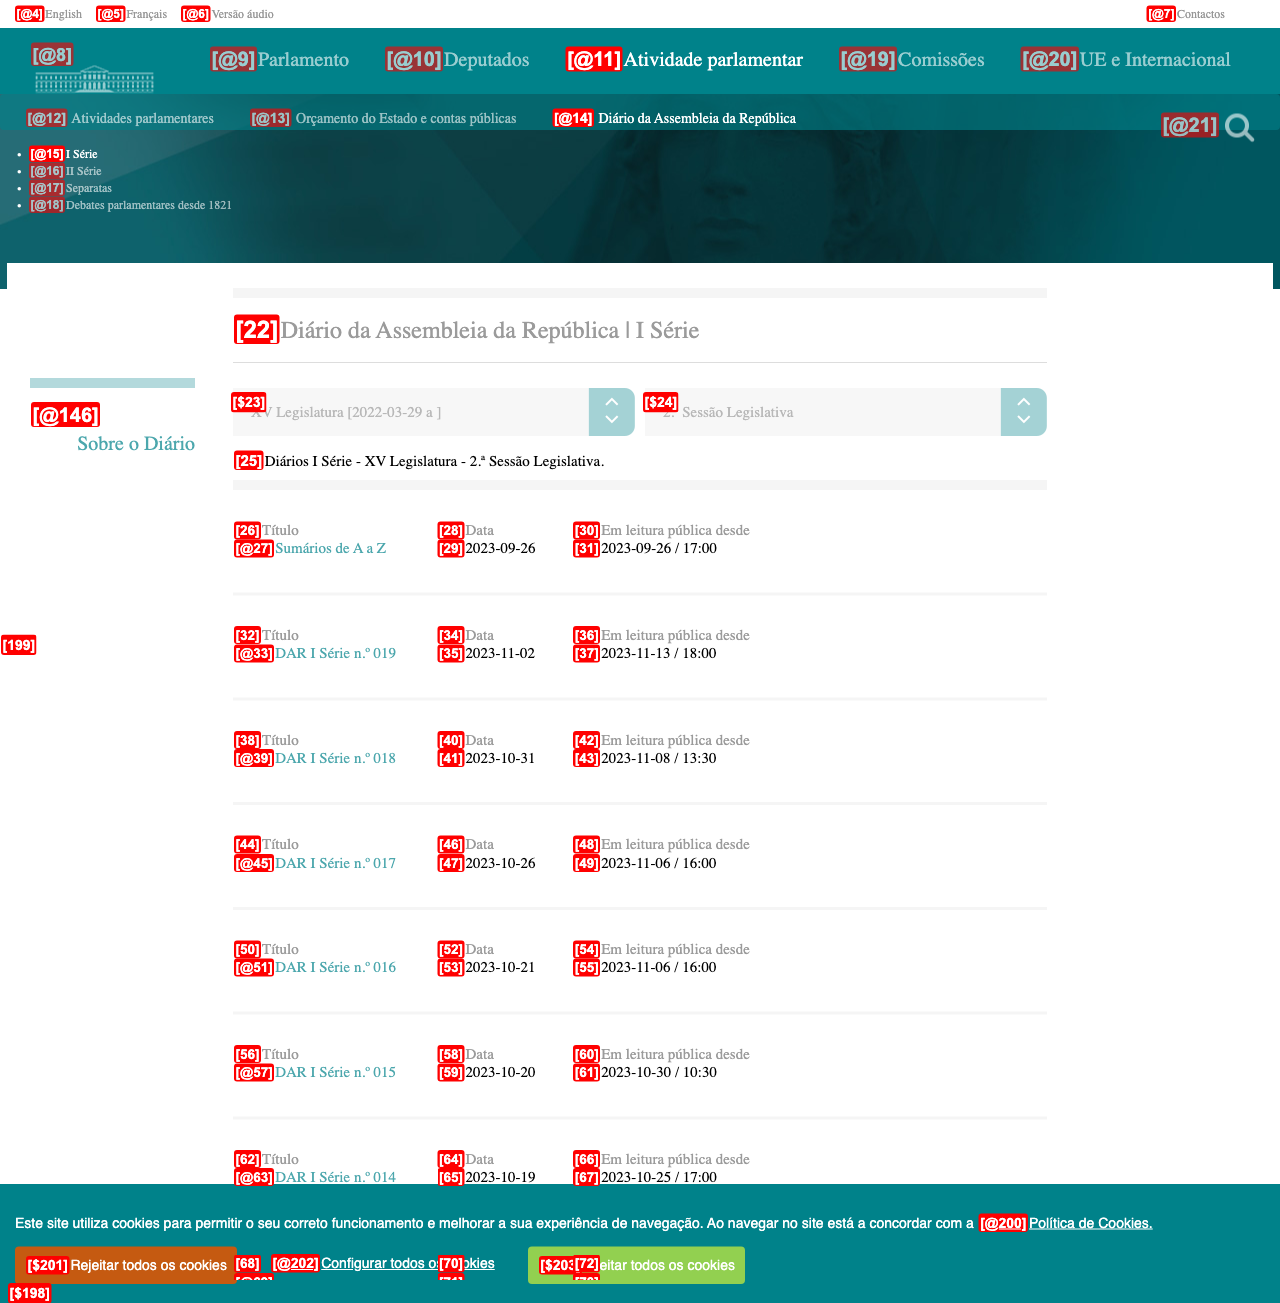 [@4] English [@5] Français [@6] Versão áudio [@7] Contactos
[@8] [@9] Parlamento [@10] Deputados [@11] Atividade parlamentar [@19] Comissões [@20] UE e Internacional
[@12] Atividades parlamentares [@13] Orçamento do Estado e contas públicas [@14] Diário da Assembleia da República [@21]
[@15] I Série
[@16] II Série
[@17] Separatas
[@18] Debates parlamentares desde 1821
[22] Diário da Assembleia da República | I Série
[$23] XV Legislatura [2022-03-29 a ] [$24] 2.ª Sessão Legislativa
[@146]
Sobre o Diário
[25] Diários I Série - XV Legislatura - 2.ª Sessão Legislativa.
[26] Título [28] Data [30] Em leitura pública desde
[@27] Sumários de A a Z [29] 2023-09-26 [31] 2023-09-26 / 17:00
[32] Título [34] Data [36] Em leitura pública desde
[@33] DAR I Série n.º 019 [35] 2023-11-02 [37] 2023-11-13 / 18:00
[199]
[38] Título [40] Data [42] Em leitura pública desde
[@39] DAR I Série n.º 018 [41] 2023-10-31 [43] 2023-11-08 / 13:30
[44] Título [46] Data [48] Em leitura pública desde
[@45] DAR I Série n.º 017 [47] 2023-10-26 [49] 2023-11-06 / 16:00
[50] Título [52] Data [54] Em leitura pública desde
[@51] DAR I Série n.º 016 [53] 2023-10-21 [55] 2023-11-06 / 16:00
[56] Título [58] Data [60] Em leitura pública desde
[@57] DAR I Série n.º 015 [59] 2023-10-20 [61] 2023-10-30 / 10:30
[62] Título [64] Data [66] Em leitura pública desde
[@63] DAR I Série n.º 014 [65] 2023-10-19 [67] 2023-10-25 / 17:00
Este site utiliza cookies para permitir o seu correto funcionamento e melhorar a sua experiência de navegação. Ao navegar no site está a concordar com a [@200] Política de Cookies.
[$201] Rejeitar todos os cookies [68] [@202] Configurar todos os [70] [72] todos os cookies
[$198]